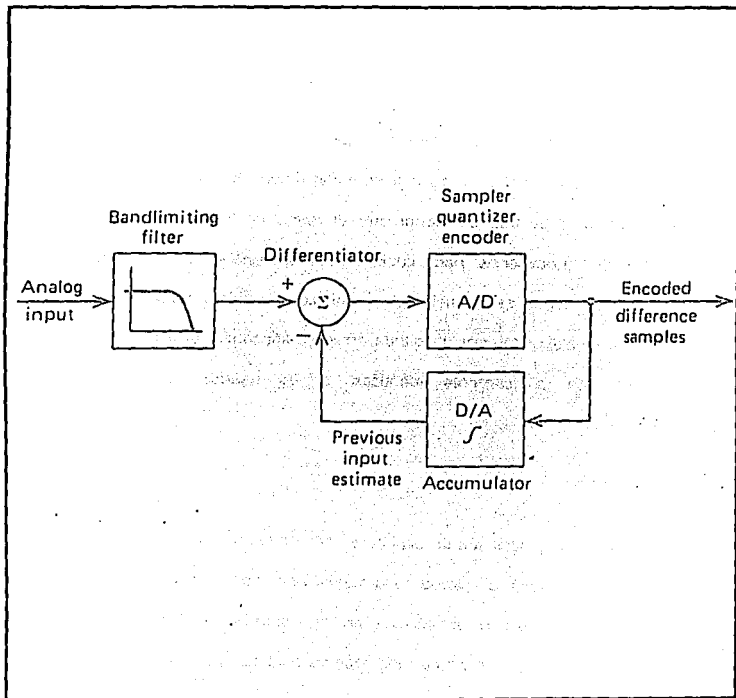 Sampler
quantizer
encoder
Bandlimiting
filter
Differentiator
Analog
input
+
Σ
−
A/D
Encoded
difference
samples
D/A
∫
Previous
input
estimate
Accumulator